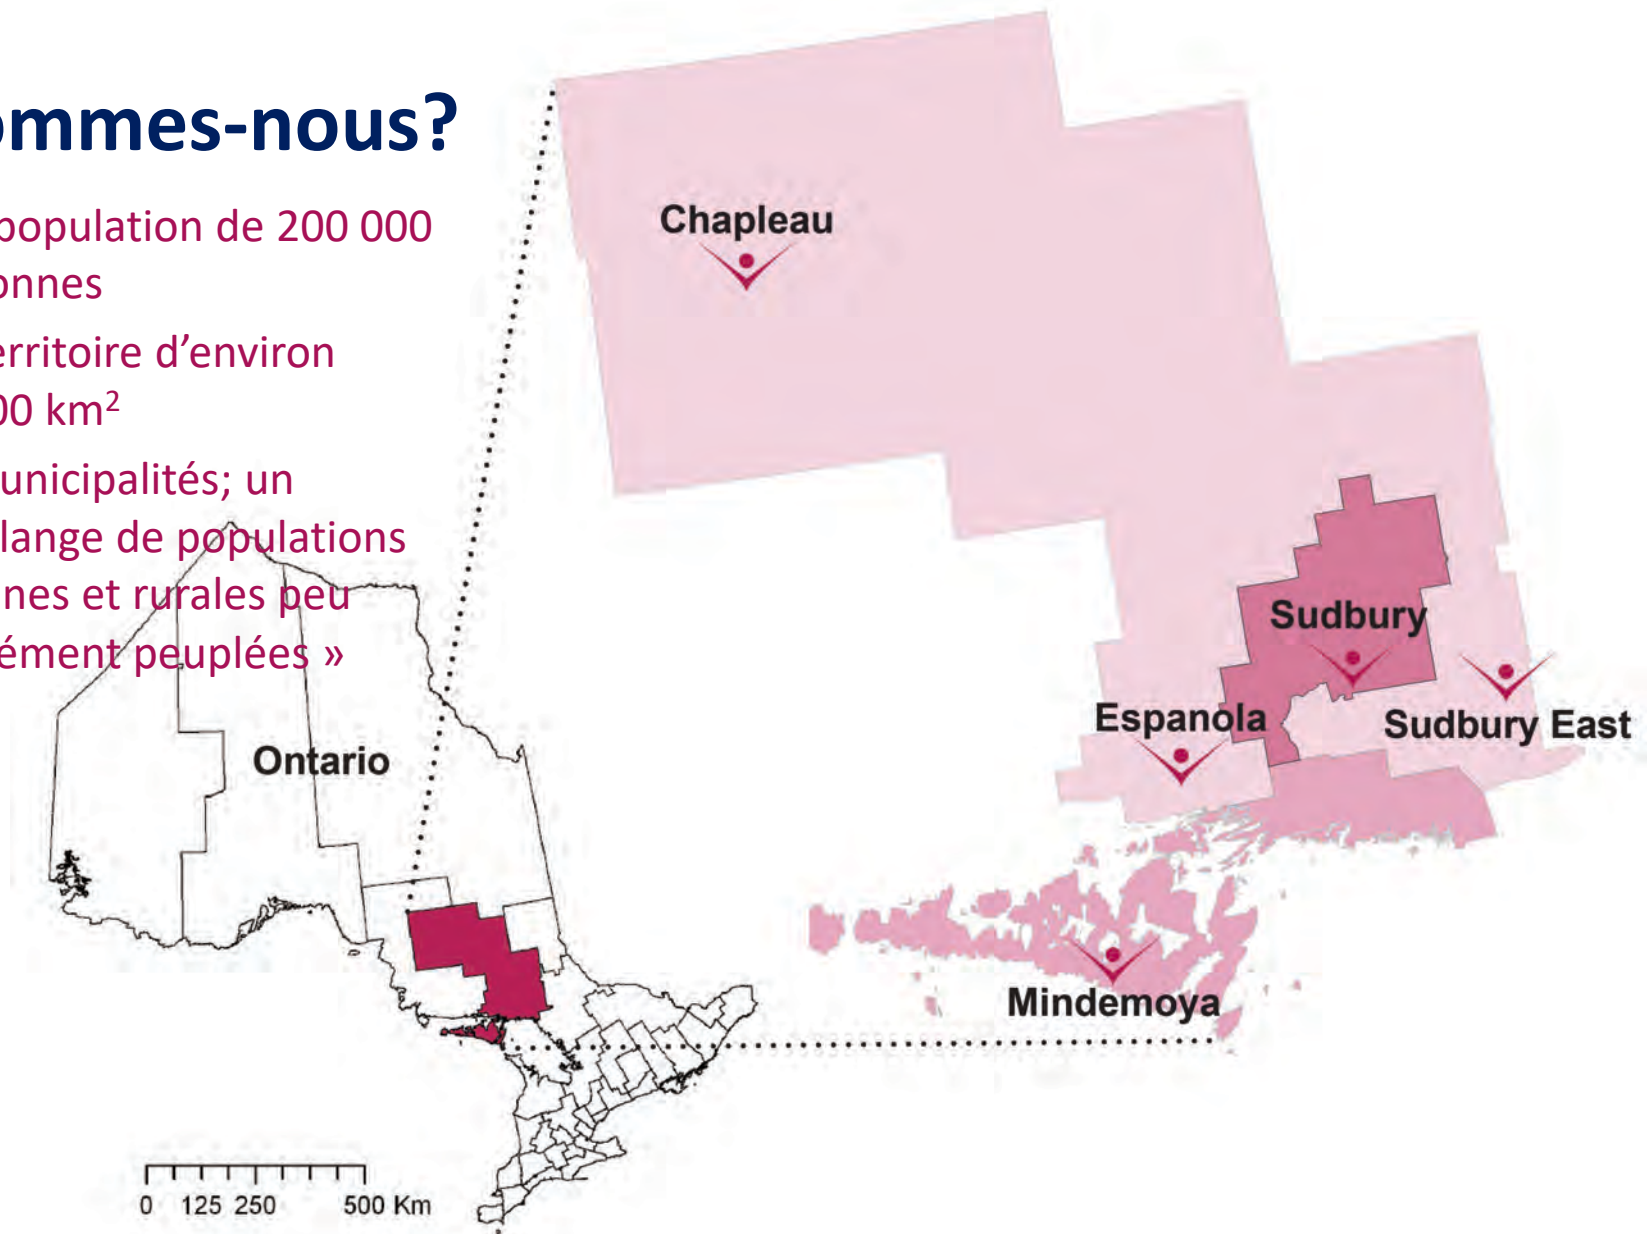 ommes-nous?
population de 200 000
onnes
erritoire d'environ
00 km²
unicipalités; un
lange de populations
nes et rurales peu
ément peuplées »
Chapleau
Sudbury
Espanola
Sudbury East
Mindemoya
Ontario
0 125 250 500 Km